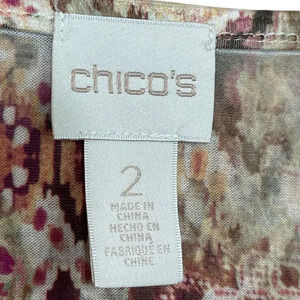 chico's
2
MADE IN
CHINA
HECHO EN
CHINA
FABRIQUÉ EN
CHINE